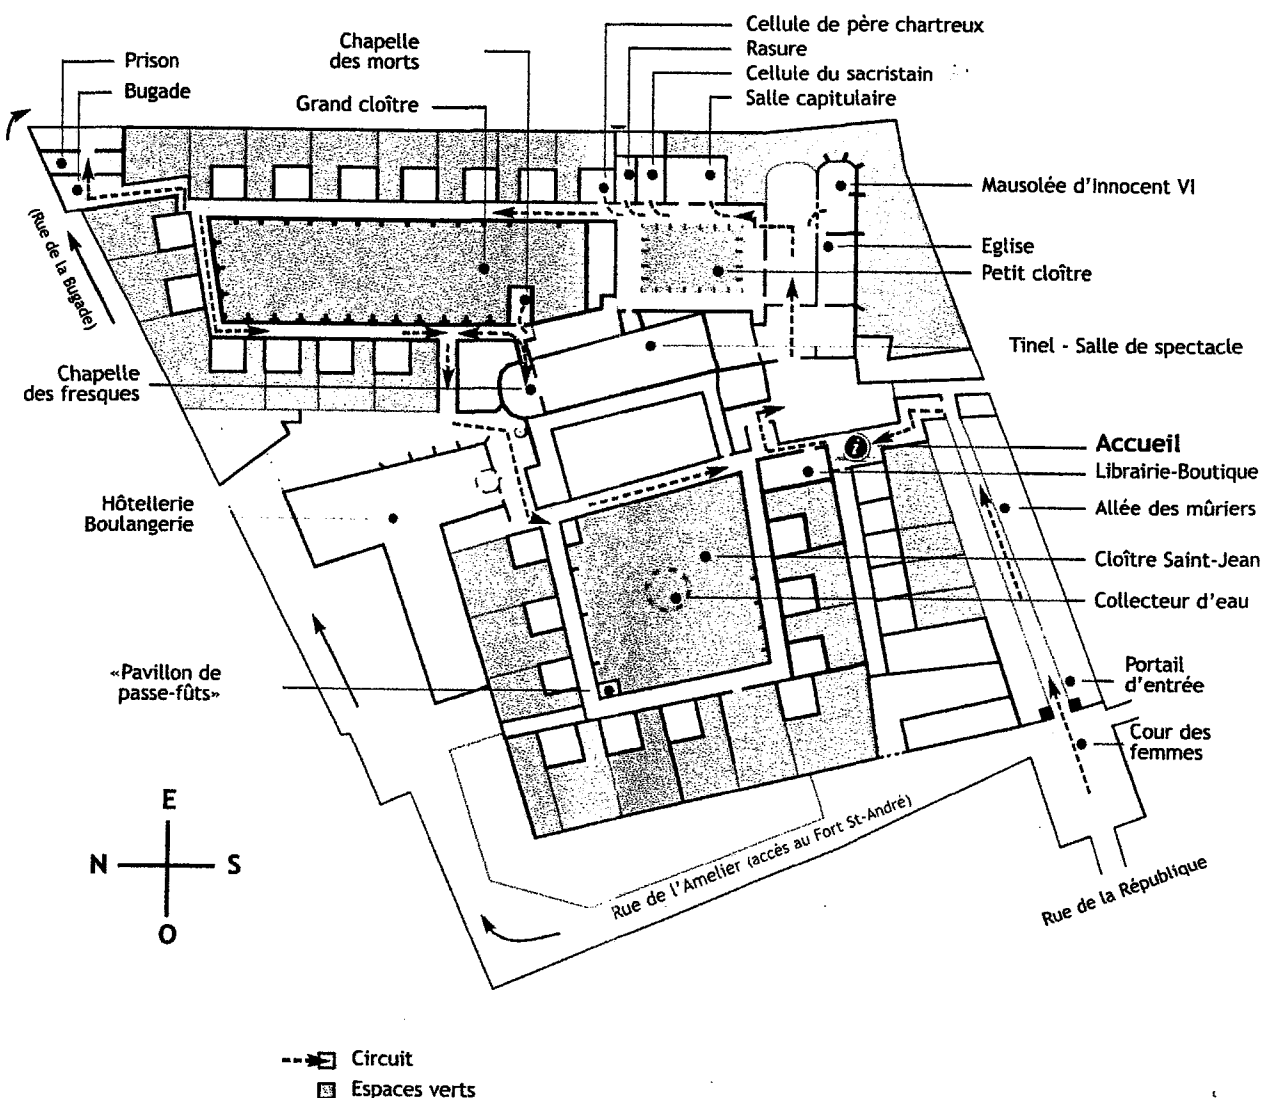 Cellule de père chartreux
Rasure
Cellule du sacristain
Salle capitulaire
Chapelle
des morts
Grand cloître
Prison
Bugade
Mausolée d'Innocent VI
Eglise
Petit cloître
Tinel - Salle de spectacle
(Rue de la Bugade)
Chapelle
des fresques
i
Accueil
Librairie-Boutique
Allée des mûriers
Cloître Saint-Jean
Collecteur d'eau
Hôtellerie
Boulangerie
«Pavillon de
passe-fûts»
Portail
d'entrée
Cour des
femmes
E
N
S
O
Rue de l'Amelier (accès au Fort St-André)
Rue de la République
Circuit
Espaces verts